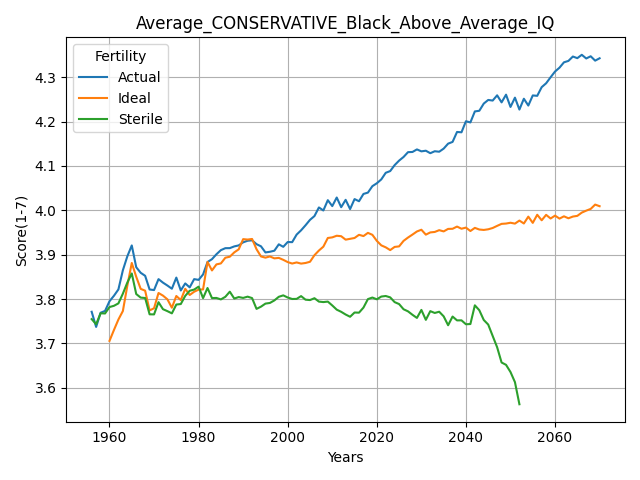 Average_CONSERVATIVE_Black_Above_Average_IQ
Fertility
Actual
Ideal
Sterile
Score(1-7)
4.3
4.2
4.1
4.0
3.9
3.8
3.7
3.6
1960 1980 2000 2020 2040 2060
Years